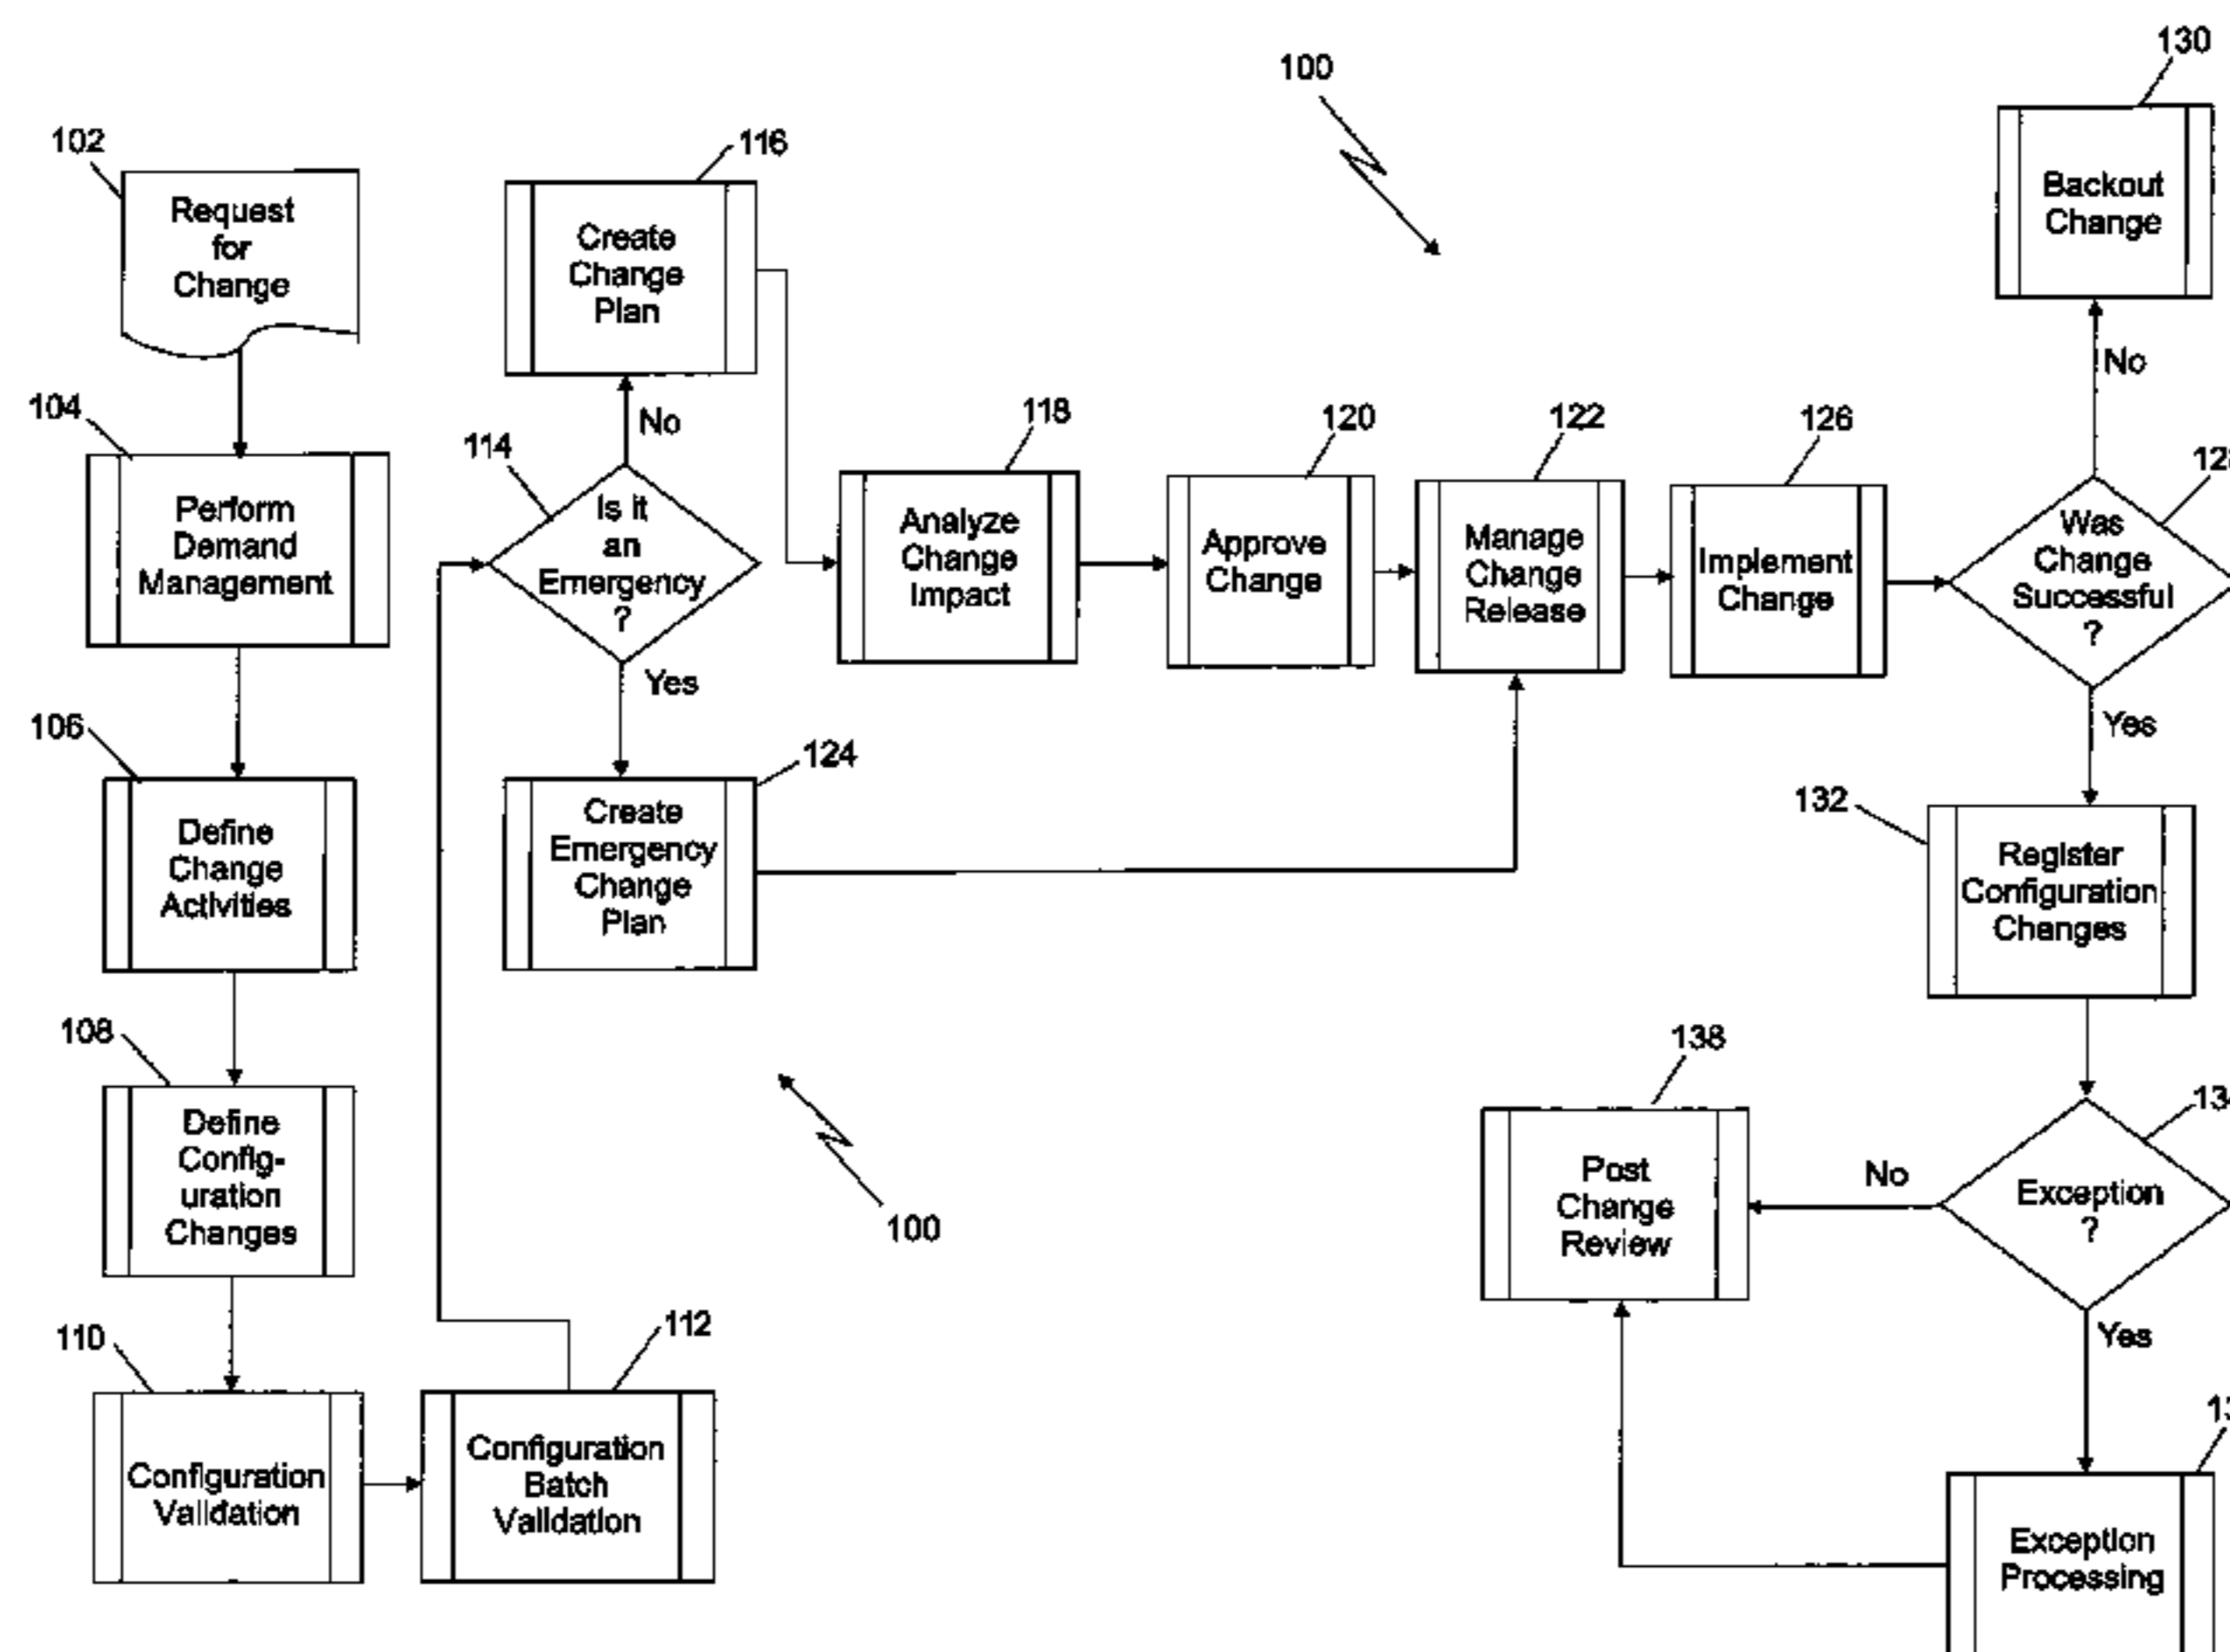 102
Request
for
Change
104
Perform
Demand
Management
106
Define
Change
Activities
108
Define
Config-
uration
Changes
110
Configuration
Validation
112
Configuration
Batch
Validation
114
Is it
an
Emergency
?
No
Yes
116
Create
Change
Plan
124
Create
Emergency
Change
Plan
118
Analyze
Change
Impact
120
Approve
Change
122
Manage
Change
Release
126
Implement
Change
100
100
Was
Change
Successful
?
No
Yes
130
Backout
Change
132
Register
Configuration
Changes
Exception
?
No
Yes
138
Post
Change
Review
Exception
Processing